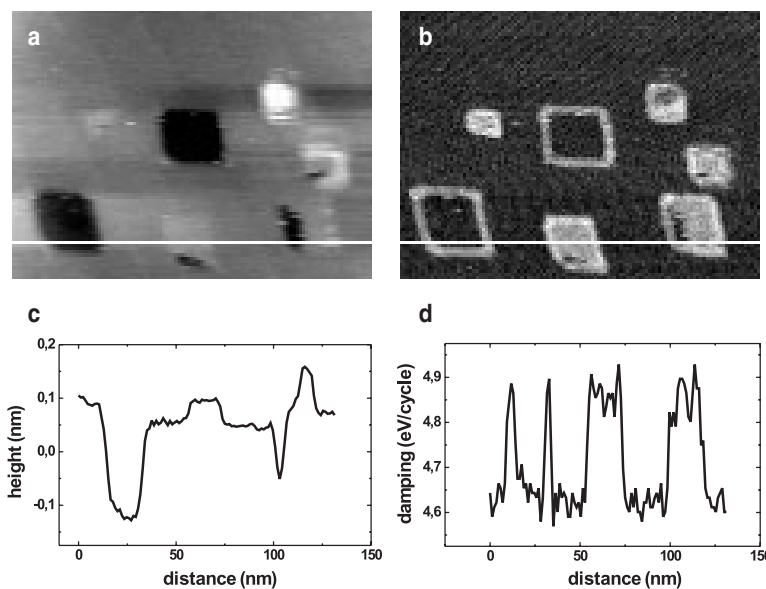 a
b
c
d
0,2
0,1
0,0
-0,1
height (nm)
0
50
100
150
distance (nm)
4,9
4,8
4,7
4,6
damping (eV/cycle)
0
50
100
150
distance (nm)